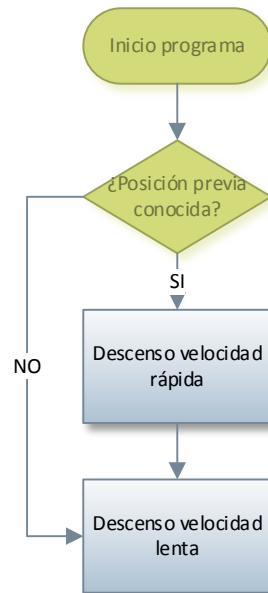 Inicio programa
¿Posición previa
conocida?
SI
Descenso velocidad
rápida
NO
Descenso velocidad
lenta